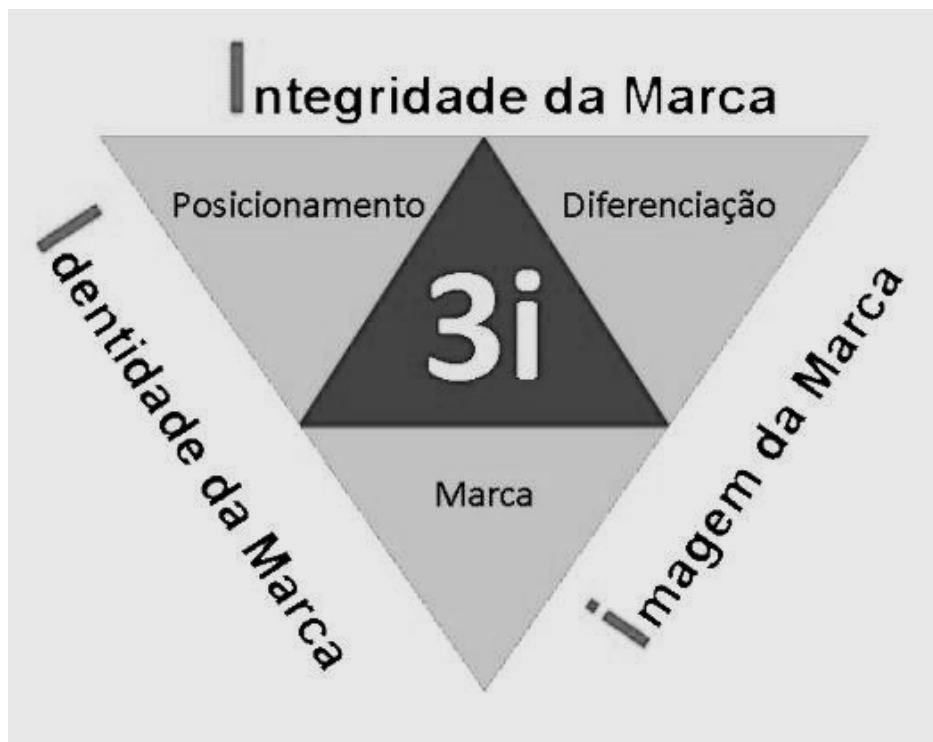 Integridade da Marca
Posicionamento
Diferenciação
3i
Identidade da Marca
Marca
imagem da Marca